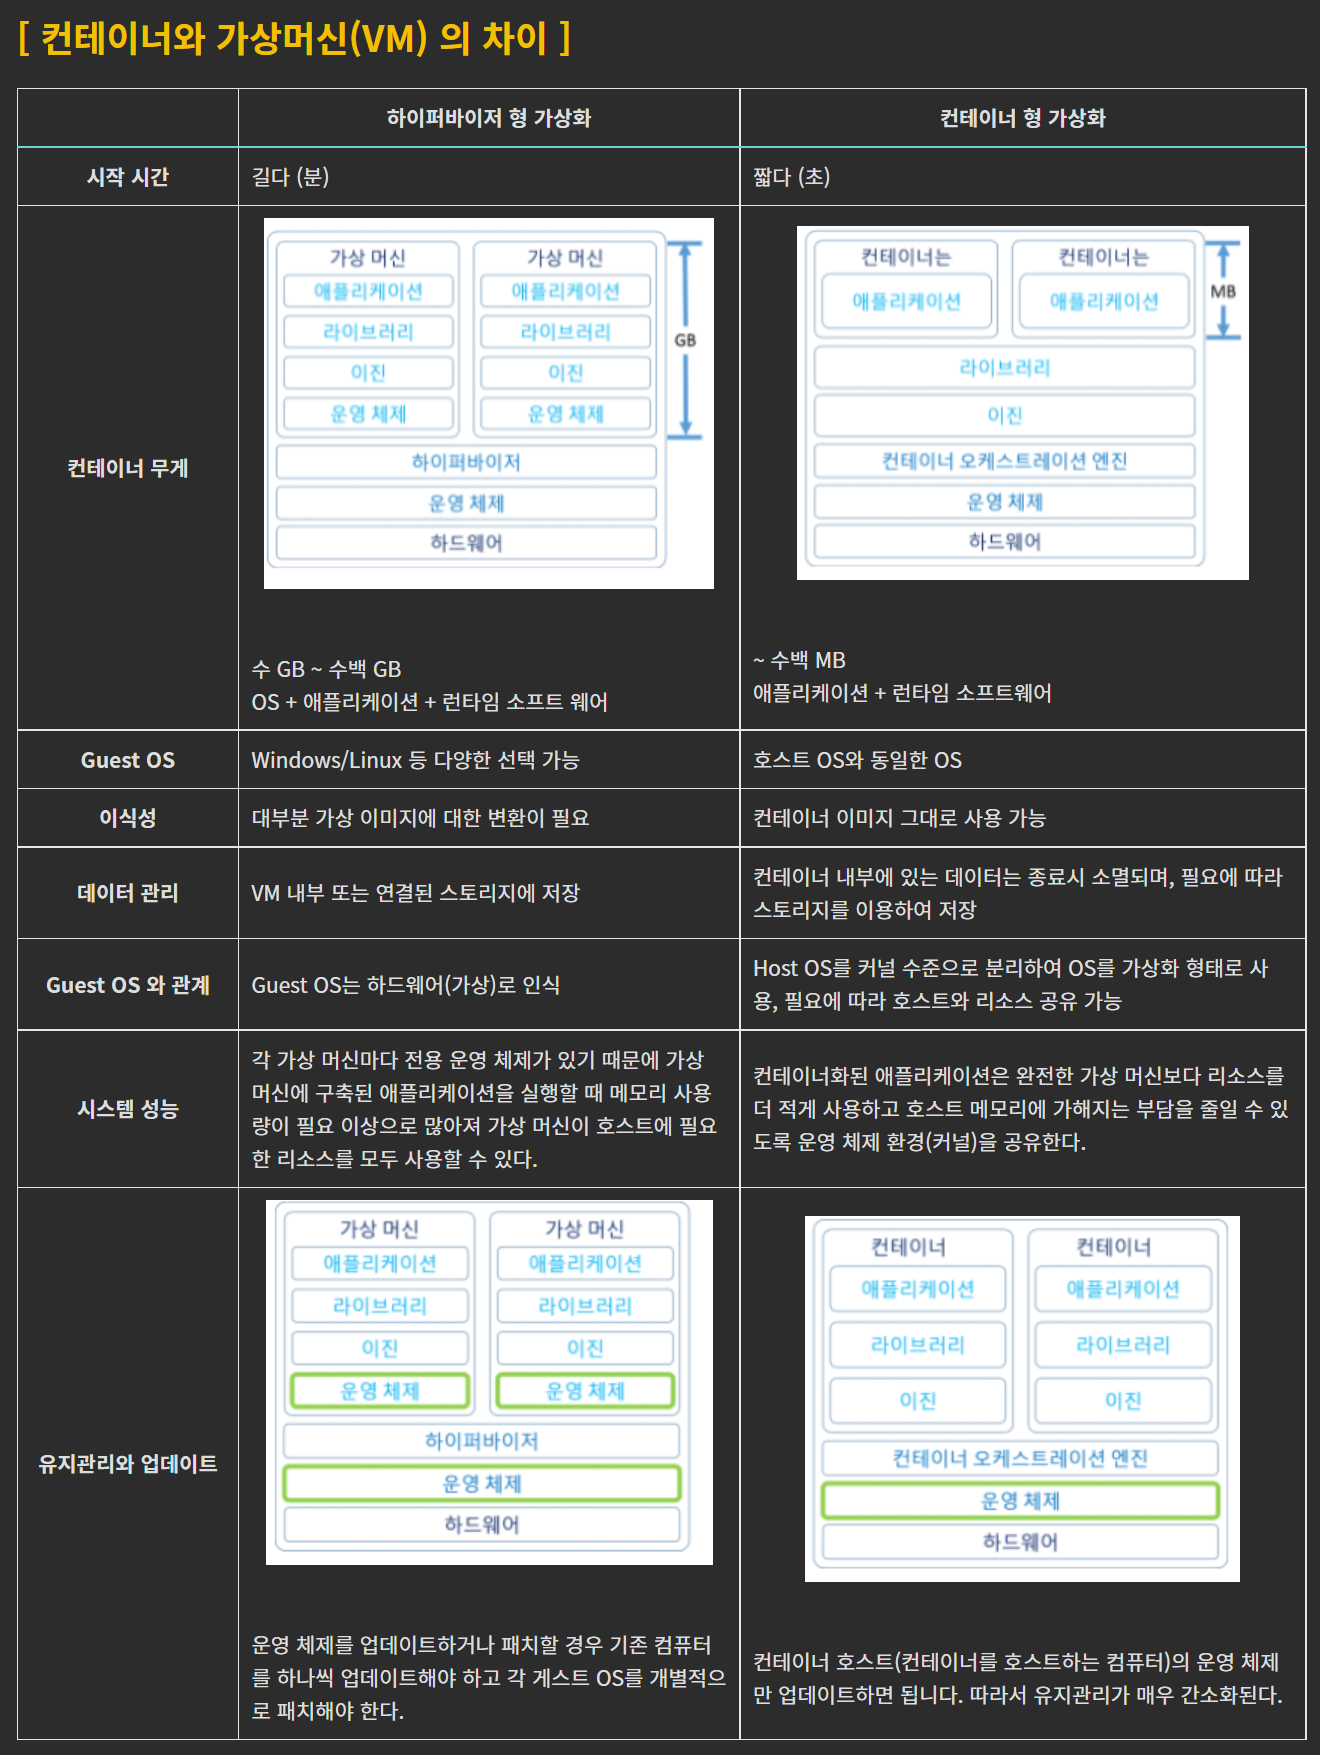 [ 컨테이너와 가상머신(VM) 의 차이 ]
하이퍼바이저 형 가상화
컨테이너 형 가상화
시작 시간
길다 (분)
짧다 (초)
컨테이너 무게
가상 머신
애플리케이션
라이브러리
이진
운영 체제
가상 머신
애플리케이션
라이브러리
이진
운영 체제
GB
하이퍼바이저
운영 체제
하드웨어
수 GB ~ 수백 GB
OS + 애플리케이션 + 런타임 소프트 웨어
컨테이너는
애플리케이션
컨테이너는
애플리케이션
MB
라이브러리
이진
컨테이너 오케스트레이션 엔진
운영 체제
하드웨어
~ 수백 MB
애플리케이션 + 런타임 소프트웨어
Guest OS
Windows/Linux 등 다양한 선택 가능
호스트 OS와 동일한 OS
이식성
대부분 가상 이미지에 대한 변환이 필요
컨테이너 이미지 그대로 사용 가능
데이터 관리
VM 내부 또는 연결된 스토리지에 저장
컨테이너 내부에 있는 데이터는 종료시 소멸되며, 필요에 따라
스토리지를 이용하여 저장
Guest OS 와 관계
Guest OS는 하드웨어(가상)로 인식
Host OS를 커널 수준으로 분리하여 OS를 가상화 형태로 사
용, 필요에 따라 호스트와 리소스 공유 가능
시스템 성능
각 가상 머신마다 전용 운영 체제가 있기 때문에 가상
머신에 구축된 애플리케이션을 실행할 때 메모리 사용
량이 필요 이상으로 많아져 가상 머신이 호스트에 필요
한 리소스를 모두 사용할 수 있다.
컨테이너화된 애플리케이션은 완전한 가상 머신보다 리소스를
더 적게 사용하고 호스트 메모리에 가해지는 부담을 줄일 수 있
도록 운영 체제 환경(커널)을 공유한다.
유지관리와 업데이트
가상 머신
애플리케이션
라이브러리
이진
운영 체제
가상 머신
애플리케이션
라이브러리
이진
운영 체제
하이퍼바이저
운영 체제
하드웨어
운영 체제를 업데이트하거나 패치할 경우 기존 컴퓨터
를 하나씩 업데이트해야 하고 각 게스트 OS를 개별적으
로 패치해야 한다.
컨테이너
애플리케이션
라이브러리
이진
컨테이너
애플리케이션
라이브러리
이진
컨테이너 오케스트레이션 엔진
운영 체제
하드웨어
컨테이너 호스트(컨테이너를 호스트하는 컴퓨터)의 운영 체제
만 업데이트하면 됩니다. 따라서 유지관리가 매우 간소화된다.